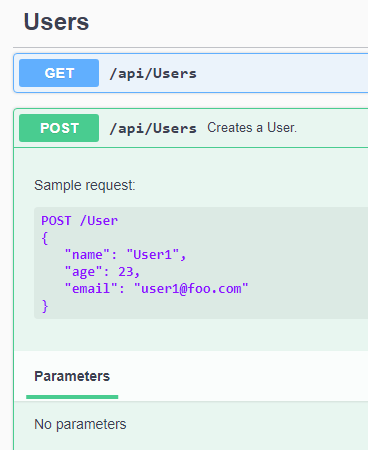 Users
GET /api/Users
POST /api/Users Creates a User.
Sample request:
POST /User
{
"name": "User1",
"age": 23,
"email": "user1@foo.com"
}
Parameters
No parameters